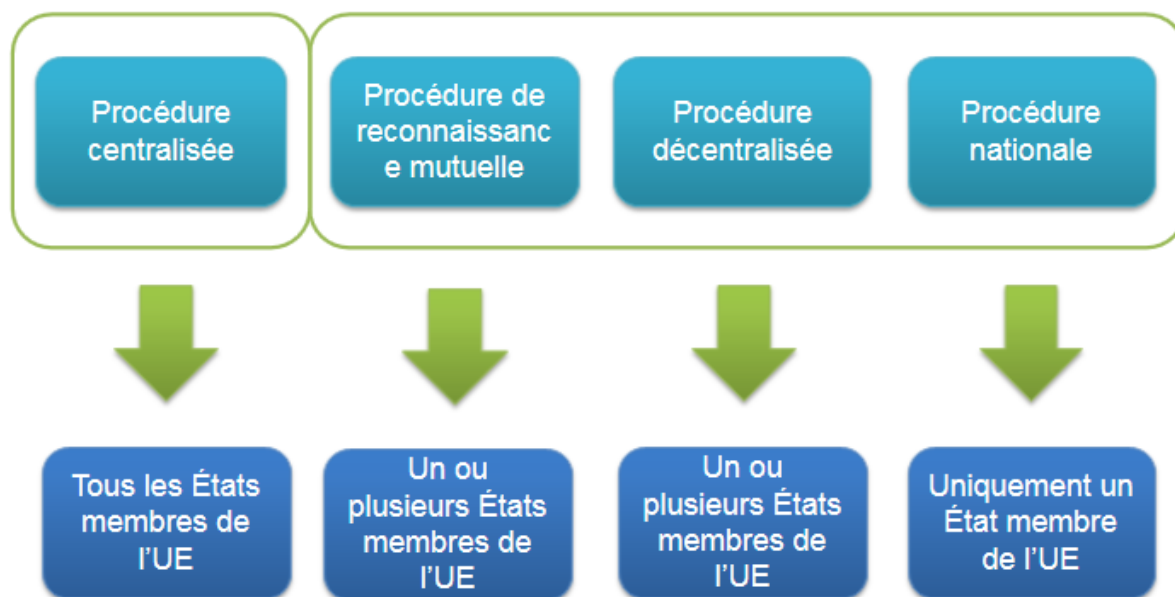 Procédure
centralisée
Procédure de
reconnaissanc
e mutuelle
Procédure
décentralisée
Procédure
nationale
Tous les États
membres de
l’UE
Un ou
plusieurs États
membres de
l’UE
Un ou
plusieurs États
membres de
l’UE
Uniquement un
État membre
de l’UE